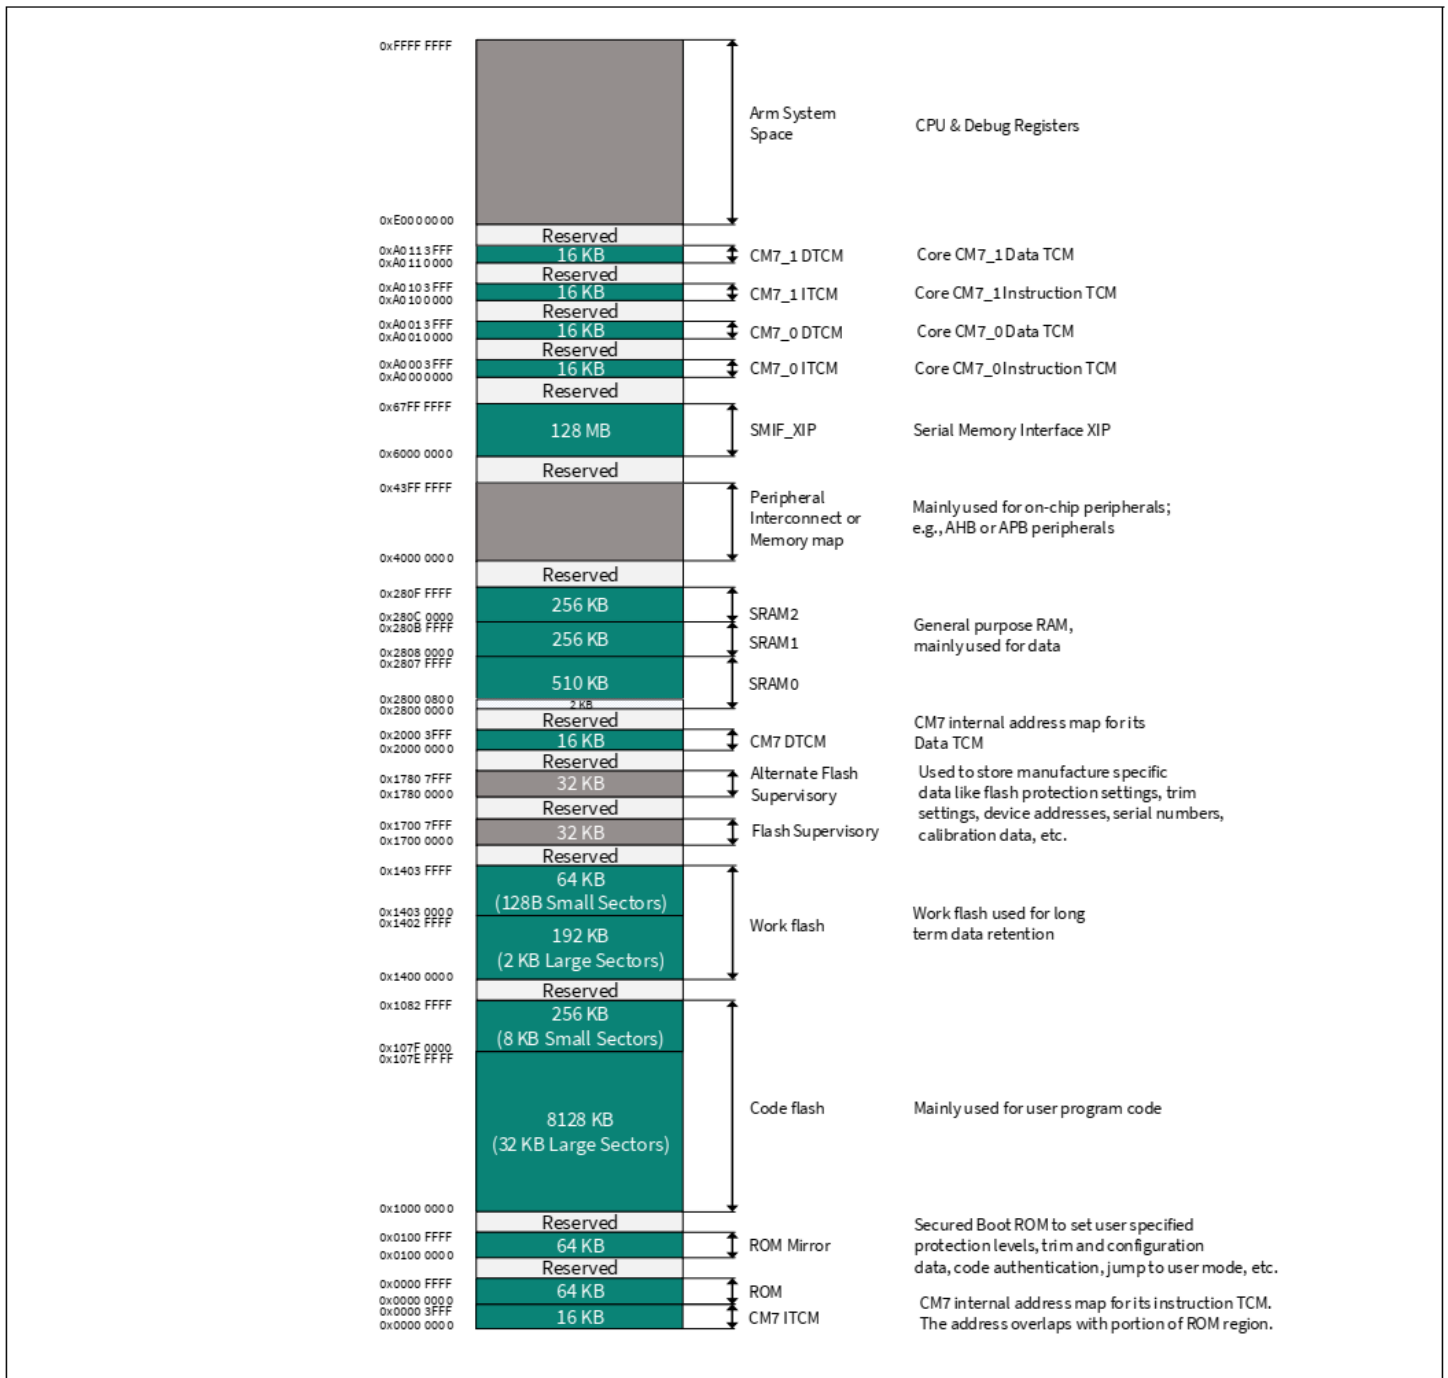 0xFFFF FFFF
Arm System
Space
CPU & Debug Registers
0xE000 0000
Reserved
0xA011 3FFF
16 KB
CM7_1 DTCM
Core CM7_1 Data TCM
0xA011 0000
Reserved
0xA010 3FFF
16 KB
CM7_1 ITCM
Core CM7_1 Instruction TCM
0xA010 0000
Reserved
0xA001 3FFF
16 KB
CM7_0 DTCM
Core CM7_0 Data TCM
0xA001 0000
Reserved
0xA000 3FFF
16 KB
CM7_0 ITCM
Core CM7_0 Instruction TCM
0xA000 0000
Reserved
0x67FF FFFF
128 MB
SMIF_XIP
Serial Memory Interface XIP
0x6000 0000
Reserved
0x43FF FFFF
Peripheral
Interconnect or
Memory map
Mainly used for on-chip peripherals;
e.g., AHB or APB peripherals
0x4000 0000
Reserved
0x280F FFFF
256 KB
SRAM2
0x280C 0000
0x280B FFFF
256 KB
SRAM1
General purpose RAM,
mainly used for data
0x2808 0000
0x2807 FFFF
510 KB
SRAM0
0x2800 0800
2 KB
0x2800 0000
Reserved
0x2000 3FFF
16 KB
CM7 DTCM
CM7 internal address map for its
Data TCM
0x2000 0000
Reserved
0x1780 7FFF
32 KB
Alternate Flash
Supervisory
0x1780 0000
Used to store manufacture specific
data like flash protection settings, trim
settings, device addresses, serial numbers,
calibration data, etc.
Reserved
0x1700 7FFF
32 KB
Flash Supervisory
0x1700 0000
Reserved
0x1403 FFFF
64 KB
(128B Small Sectors)
0x1403 0000
0x1402 FFFF
Work flash
Work flash used for long
term data retention
192 KB
(2 KB Large Sectors)
0x1400 0000
Reserved
0x1082 FFFF
256 KB
(8 KB Small Sectors)
0x107F 0000
0x107E FFFF
8128 KB
(32 KB Large Sectors)
Code flash
Mainly used for user program code
0x1000 0000
Reserved
0x0100 FFFF
64 KB
ROM Mirror
0x0100 0000
Secured Boot ROM to set user specified
protection levels, trim and configuration
data, code authentication, jump to user mode, etc.
Reserved
0x0000 FFFF
64 KB
ROM
0x0000 0000
0x0000 3FFF
16 KB
CM7 ITCM
0x0000 0000
CM7 internal address map for its instruction TCM.
The address overlaps with portion of ROM region.